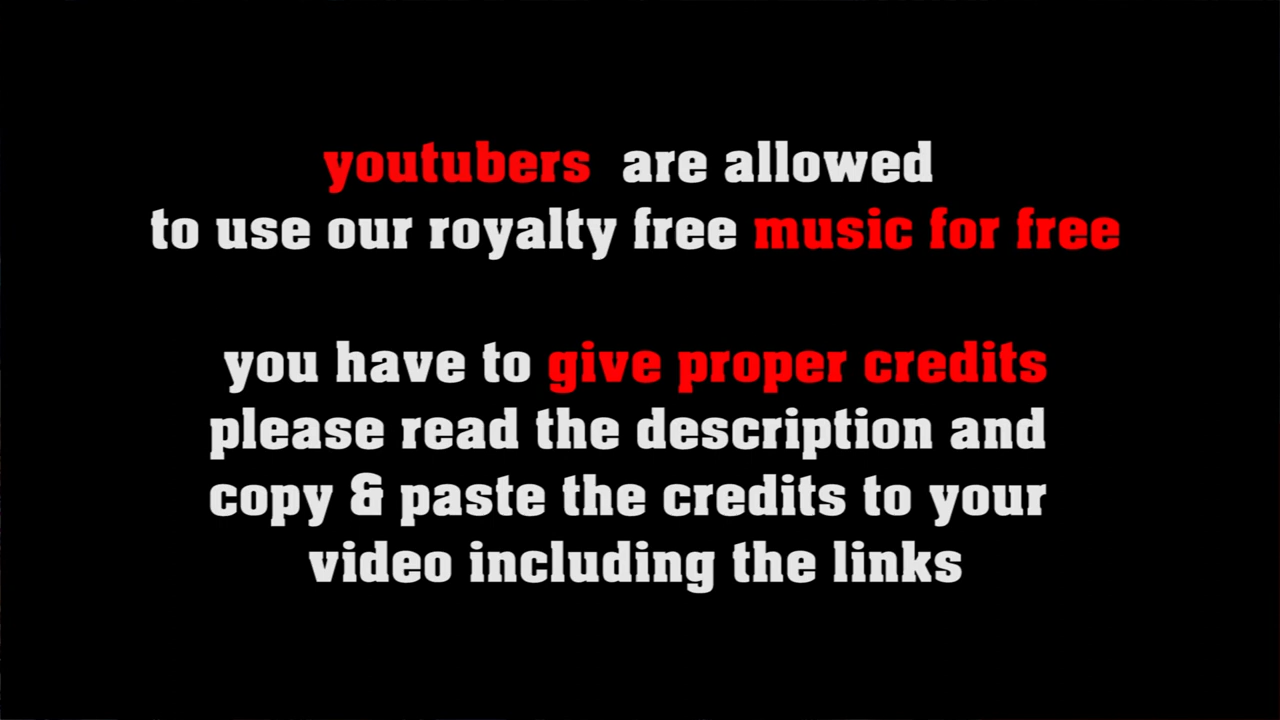 youtubers are allowed
to use our royalty free music for free
you have to give proper credits
please read the description and
copy & paste the credits to your
video including the links